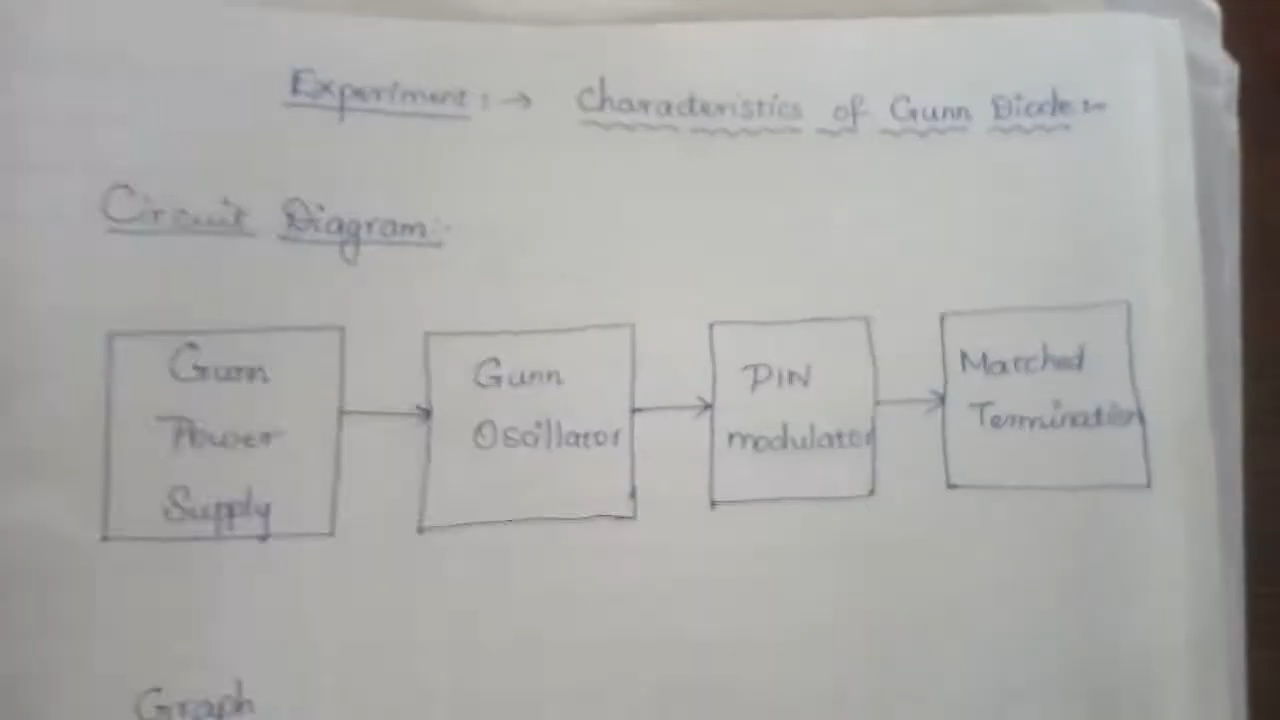 Experiment:→ Characteristics of Gunn Diode:-
Circuit Diagram:-
Gunn
Power
Supply
Gunn
Oscillator
PIN
modulator
Matched
Termination
Graph